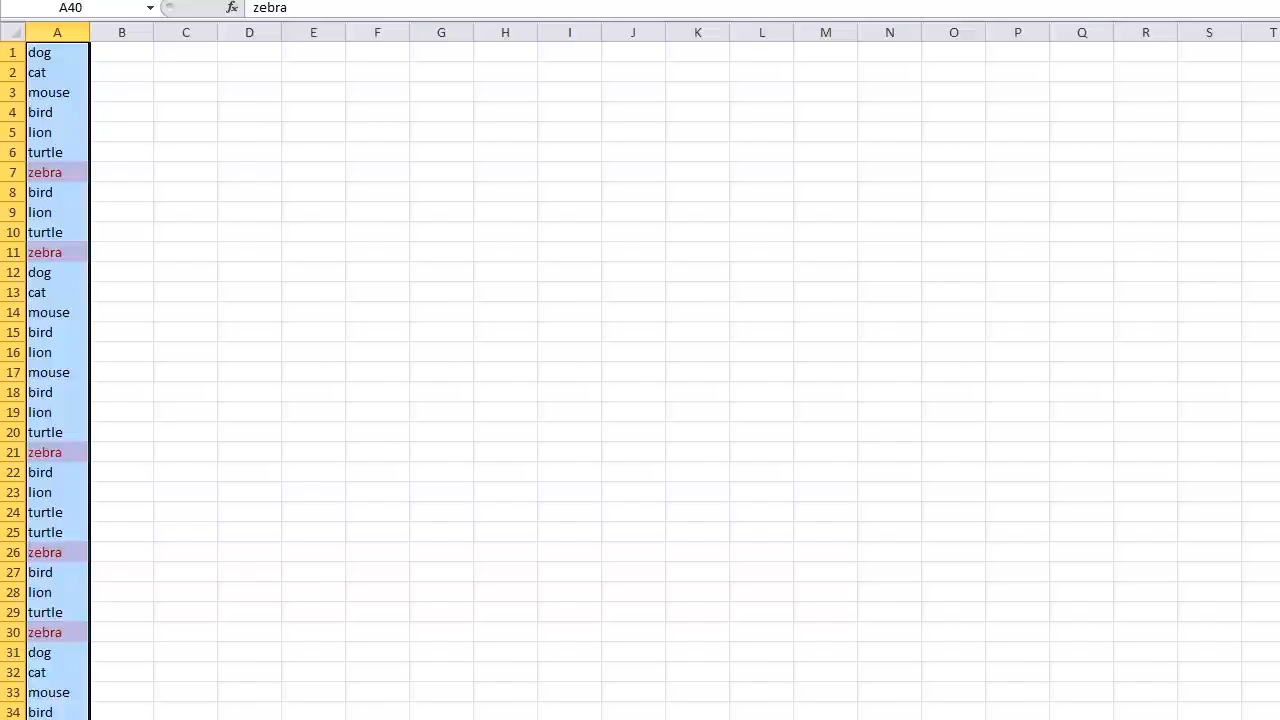 A40 fx zebra
A B C D E F G H I J K L M N O P Q R S T
1 dog
2 cat
3 mouse
4 bird
5 lion
6 turtle
7 zebra
8 bird
9 lion
10 turtle
11 zebra
12 dog
13 cat
14 mouse
15 bird
16 lion
17 mouse
18 bird
19 lion
20 turtle
21 zebra
22 bird
23 lion
24 turtle
25 turtle
26 zebra
27 bird
28 lion
29 turtle
30 zebra
31 dog
32 cat
33 mouse
34 bird